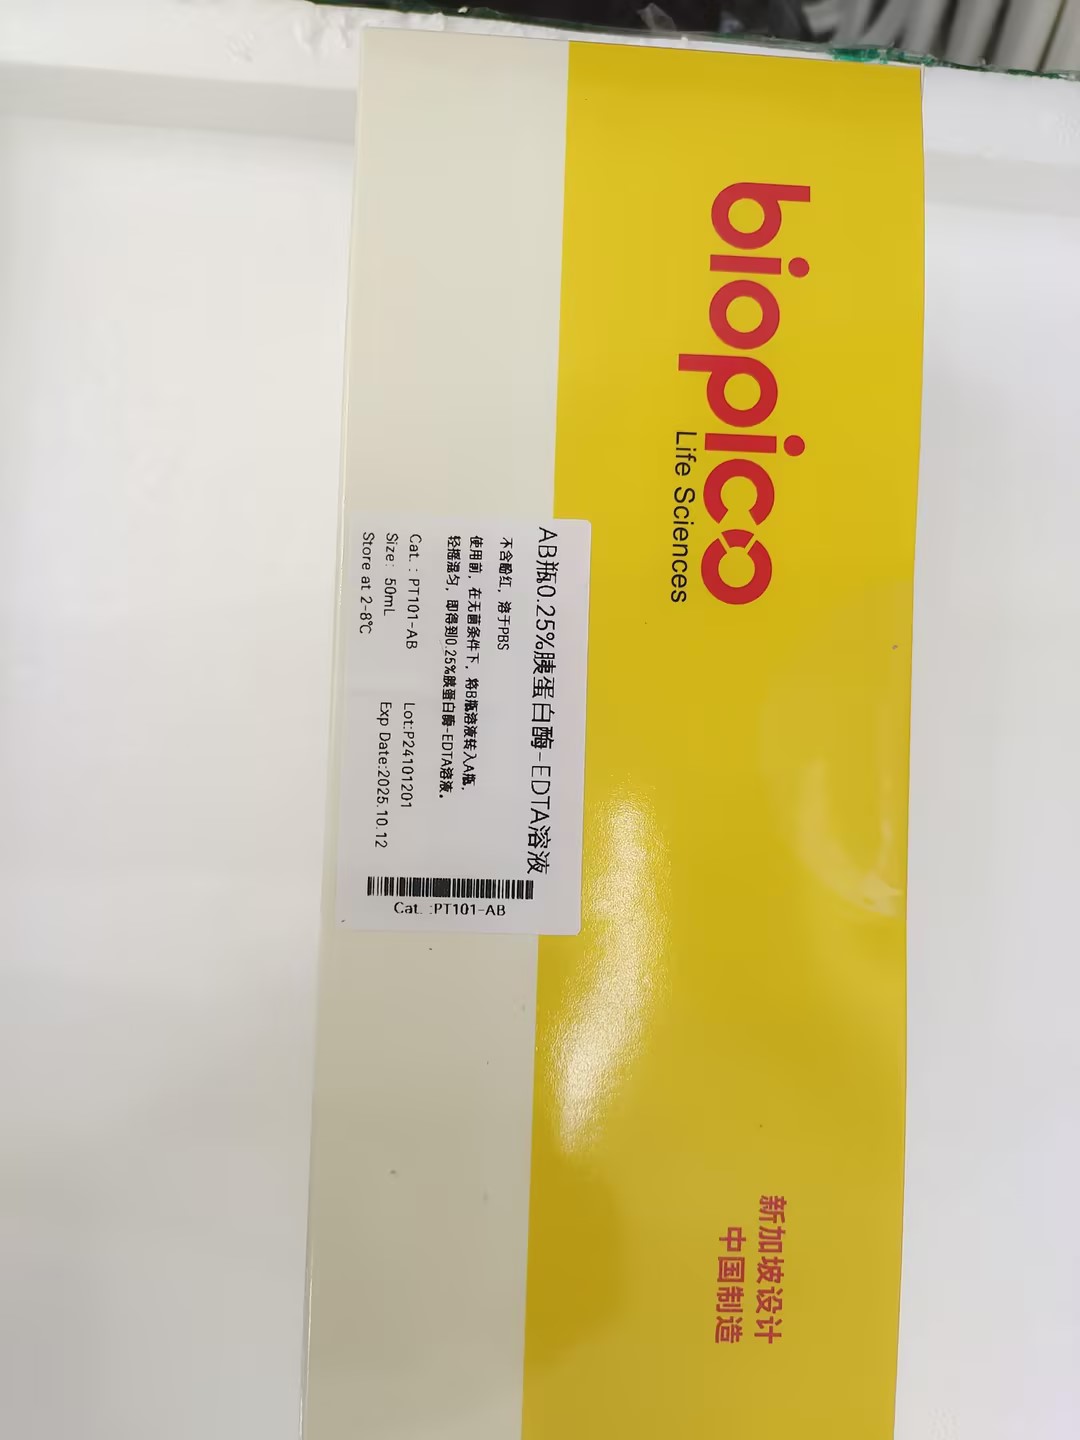 biopico
Life Sciences
AB瓶0.25%胰蛋白酶-EDTA溶液
不含酚红, 溶于PBS
使用前, 在无菌条件下, 将B瓶溶液转入A瓶,
轻摇混匀, 即得到0.25%胰蛋白酶-EDTA溶液。
Cat. : PT101-AB
Lot:P24101201
Size: 50mL
Exp Date:2025.10.12
Store at 2-8℃
Cat. :PT101-AB
新加坡设计
中国制造